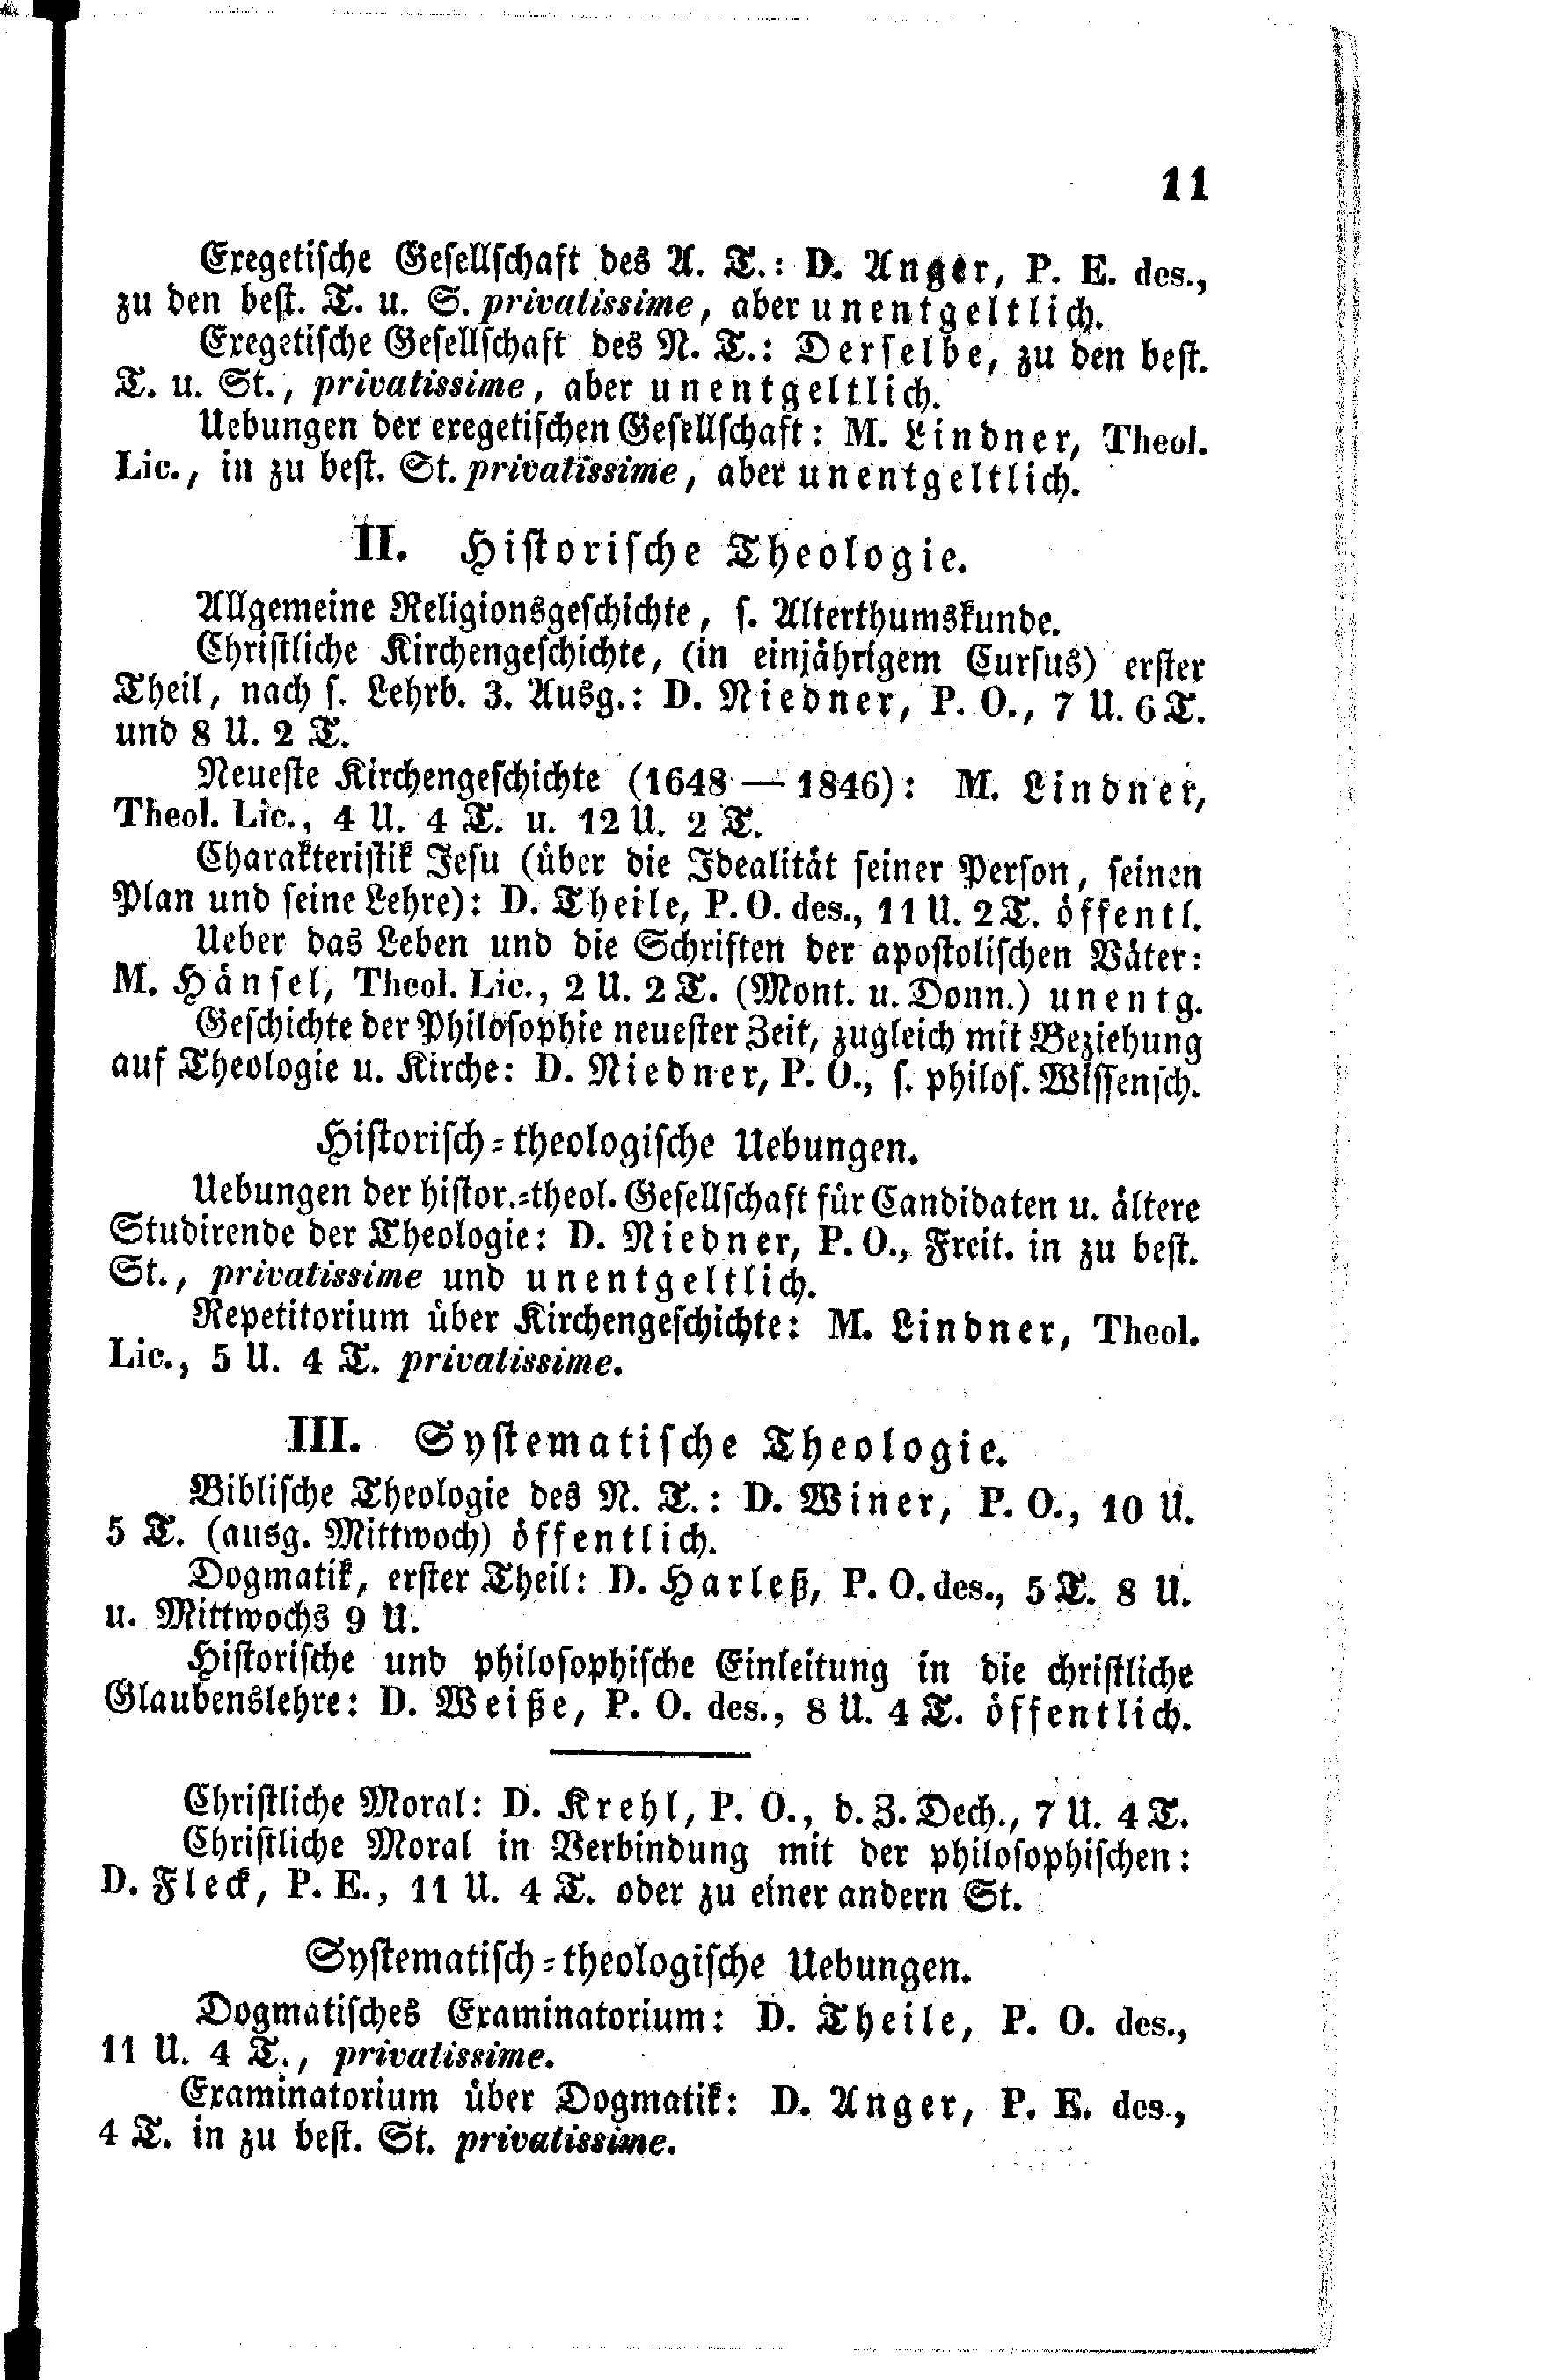 11
Exegetische Gesellschaft des A. T.: D. Anger, P. E. des.,
zu den best. T. u. S. privatissime, aber unentgeltlich.
Exegetische Gesellschaft des N. T.: Derselbe, zu den best.
T. u. St., privatissime, aber unentgeltlich.
Uebungen der exegetischen Gesellschaft: M. Lindner, Theol.
Lic., in zu best. St. privatissime, aber unentgeltlich.
II. Historische Theologie.
Allgemeine Religionsgeschichte, s. Alterthumskunde.
Christliche Kirchengeschichte, (in einjährigem Cursus) erster
Theil, nach s. Lehrb. 3. Ausg.: D. Niedner, P. O., 7 U. 6 T.
und 8 U. 2 T.
Neueste Kirchengeschichte (1648 — 1846): M. Lindner,
Theol. Lic., 4 U. 4 T. u. 12 U. 2 T.
Charakteristik Jesu (über die Idealität seiner Person, seinen
Plan und seine Lehre): D. Theile, P. O. des., 11 U. 2 T. öffentl.
Ueber das Leben und die Schriften der apostolischen Väter:
M. Hänsel, Theol. Lic., 2 U. 2 T. (Mont. u. Donn.) unentg.
Geschichte der Philosophie neuester Zeit, zugleich mit Beziehung
auf Theologie u. Kirche: D. Niedner, P. O., s. philos. Wissensch.
Historisch-theologische Uebungen.
Uebungen der histor.-theol. Gesellschaft für Candidaten u. ältere
Studirende der Theologie: D. Niedner, P. O., Freit. in zu best.
St., privatissime und unentgeltlich.
Repetitorium über Kirchengeschichte: M. Lindner, Theol.
Lic., 5 U. 4 T. privatissime.
III. Systematische Theologie.
Biblische Theologie des N. T.: D. Winer, P. O., 10 U.
5 T. (ausg. Mittwoch) öffentlich.
Dogmatik, erster Theil: D. Harleß, P. O. des., 5 T. 8 U.
u. Mittwochs 9 U.
Historische und philosophische Einleitung in die christliche
Glaubenslehre: D. Weiße, P. O. des., 8 U. 4 T. öffentlich.
Christliche Moral: D. Krehl, P. O., d. Z. Dech., 7 U. 4 T.
Christliche Moral in Verbindung mit der philosophischen:
D. Fleck, P. E., 11 U. 4 T. oder zu einer andern St.
Systematisch-theologische Uebungen.
Dogmatisches Examinatorium: D. Theile, P. O. des.,
11 U. 4 T., privatissime.
Examinatorium über Dogmatik: D. Anger, P. E. des.,
4 T. in zu best. St. privatissime.